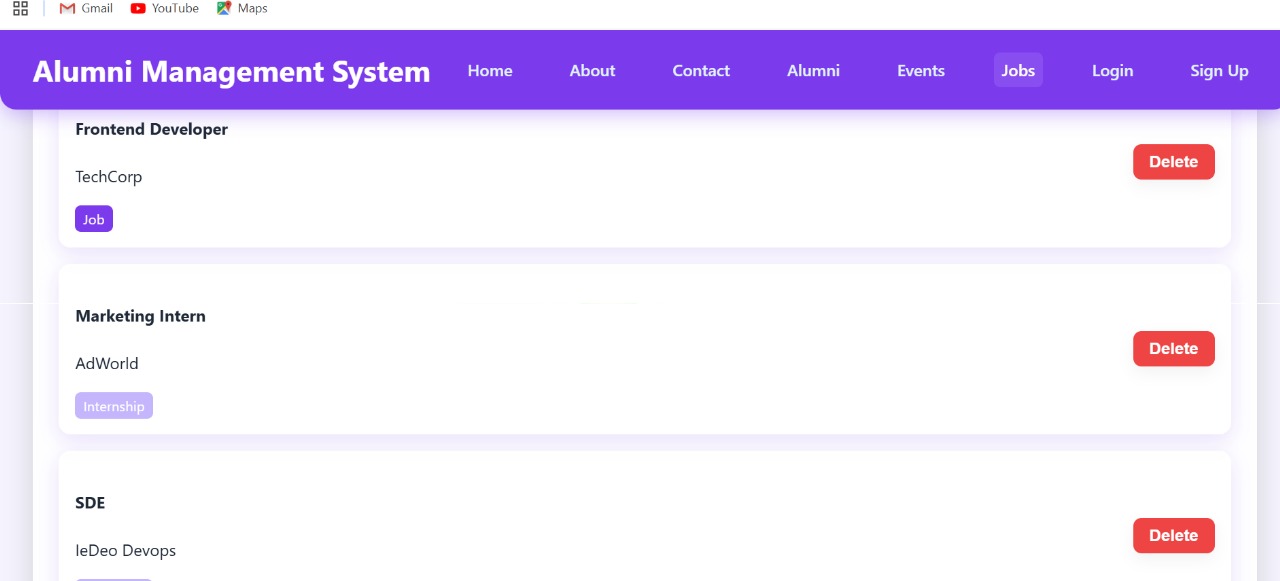 Gmail YouTube Maps
Alumni Management System Home About Contact Alumni Events Jobs Login Sign Up
Frontend Developer
Delete
TechCorp
Job
Marketing Intern
Delete
AdWorld
Internship
SDE
Delete
IeDeo Devops